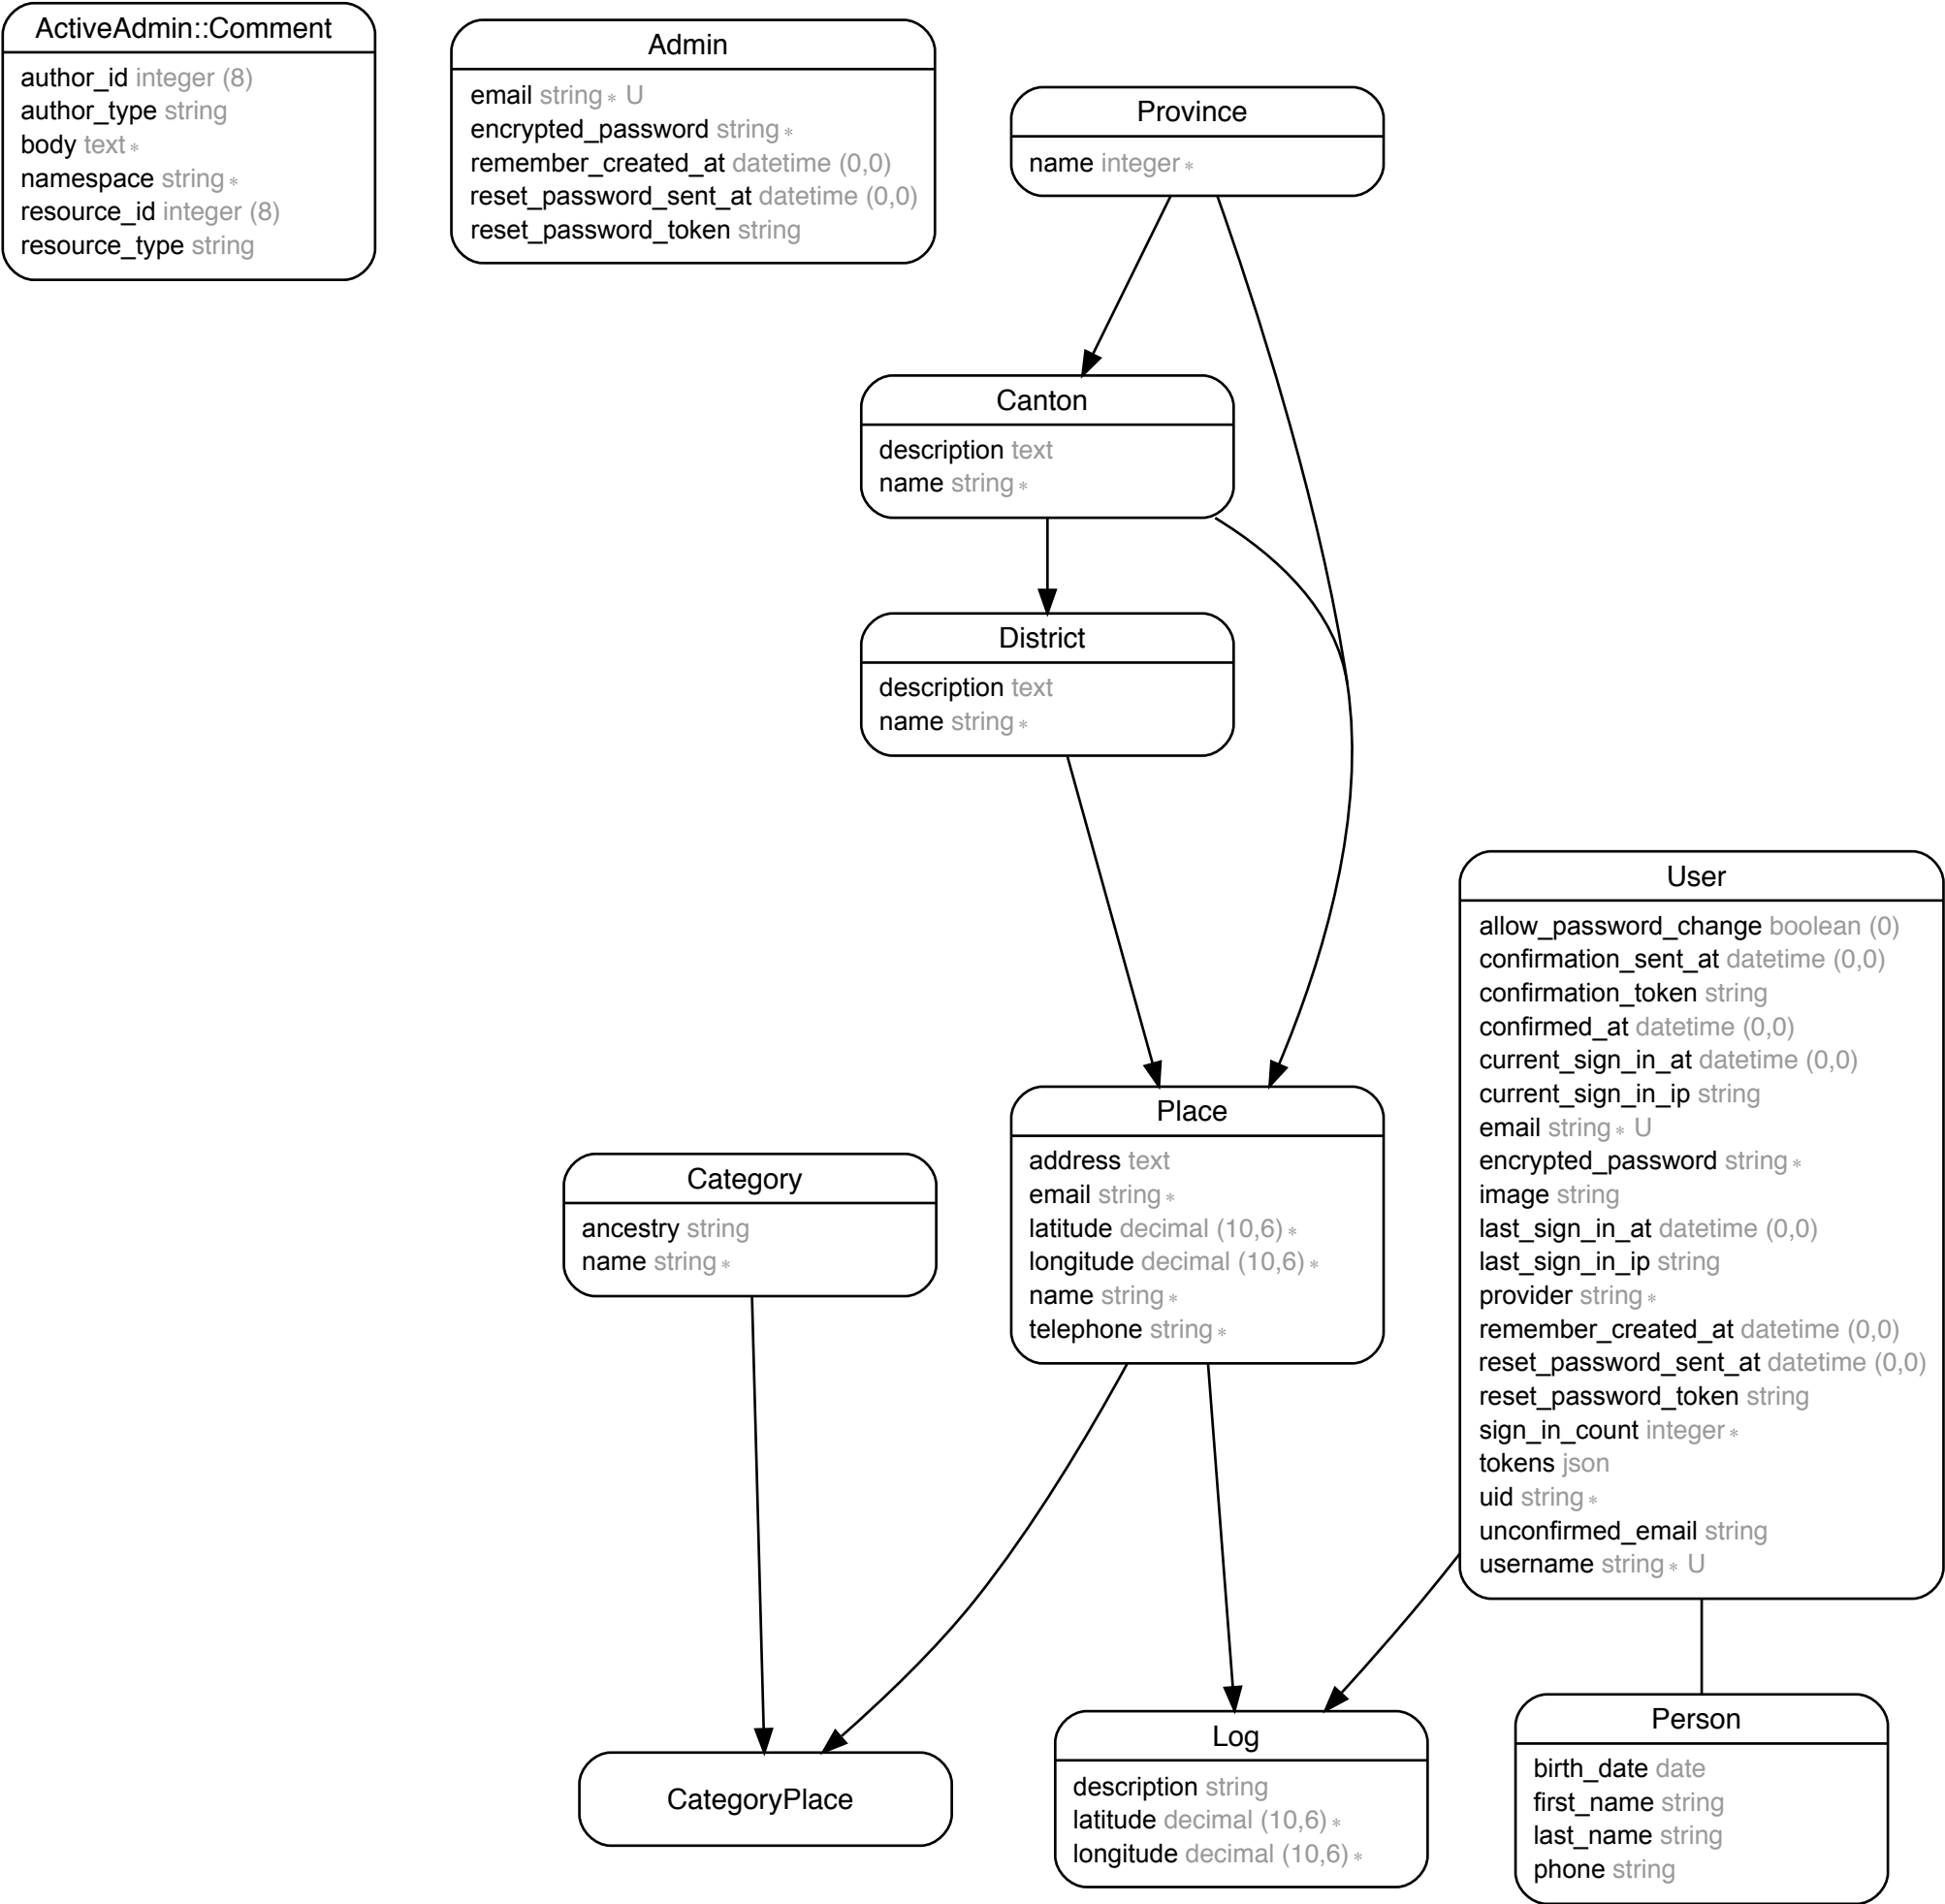 ActiveAdmin::Comment
author_id integer (8)
author_type string
body text *
namespace string *
resource_id integer (8)
resource_type string
Admin
email string * U
encrypted_password string *
remember_created_at datetime (0,0)
reset_password_sent_at datetime (0,0)
reset_password_token string
Province
name integer *
Canton
description text
name string *
District
description text
name string *
User
allow_password_change boolean (0)
confirmation_sent_at datetime (0,0)
confirmation_token string
confirmed_at datetime (0,0)
current_sign_in_at datetime (0,0)
current_sign_in_ip string
email string * U
encrypted_password string *
image string
last_sign_in_at datetime (0,0)
last_sign_in_ip string
provider string *
remember_created_at datetime (0,0)
reset_password_sent_at datetime (0,0)
reset_password_token string
sign_in_count integer *
tokens json
uid string *
unconfirmed_email string
username string * U
Place
address text
email string *
latitude decimal (10,6) *
longitude decimal (10,6) *
name string *
telephone string *
Category
ancestry string
name string *
CategoryPlace
Log
description string
latitude decimal (10,6) *
longitude decimal (10,6) *
Person
birth_date date
first_name string
last_name string
phone string